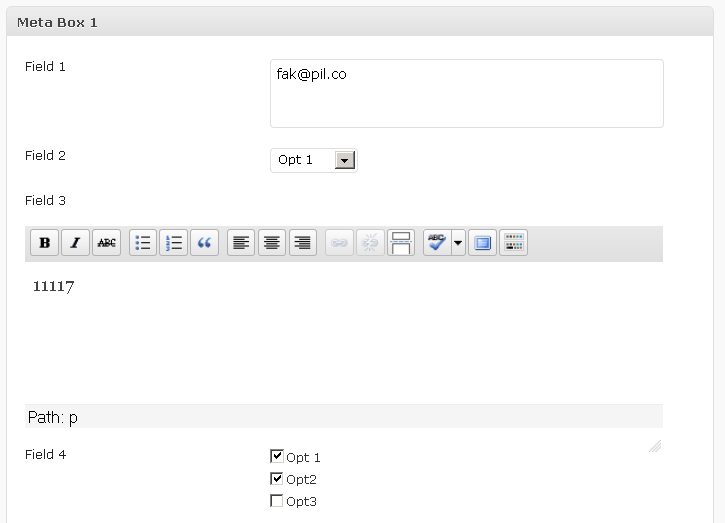 Meta Box 1
Field 1
fak@pil.co
Field 2
Opt 1
Field 3
B I ABC ABC
11117
Path: p
Field 4
Opt 1
Opt2
Opt3